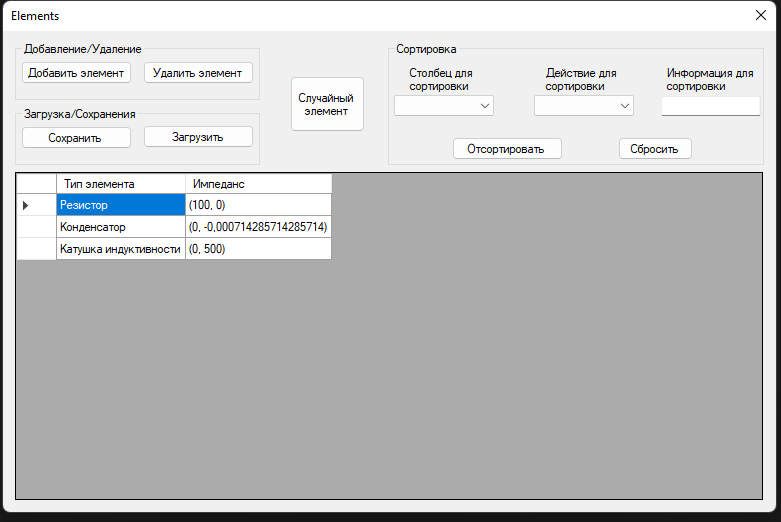 Elements
Добавление/Удаление
Добавить элемент
Удалить элемент
Загрузка/Сохранения
Сохранить
Загрузить
Случайный
элемент
Сортировка
Столбец для
сортировки
Действие для
сортировки
Информация для
сортировки
Отсортировать
Сбросить
Тип элемента Импеданс
Резистор (100, 0)
Конденсатор (0, -0,000714285714285714)
Катушка индуктивности (0, 500)